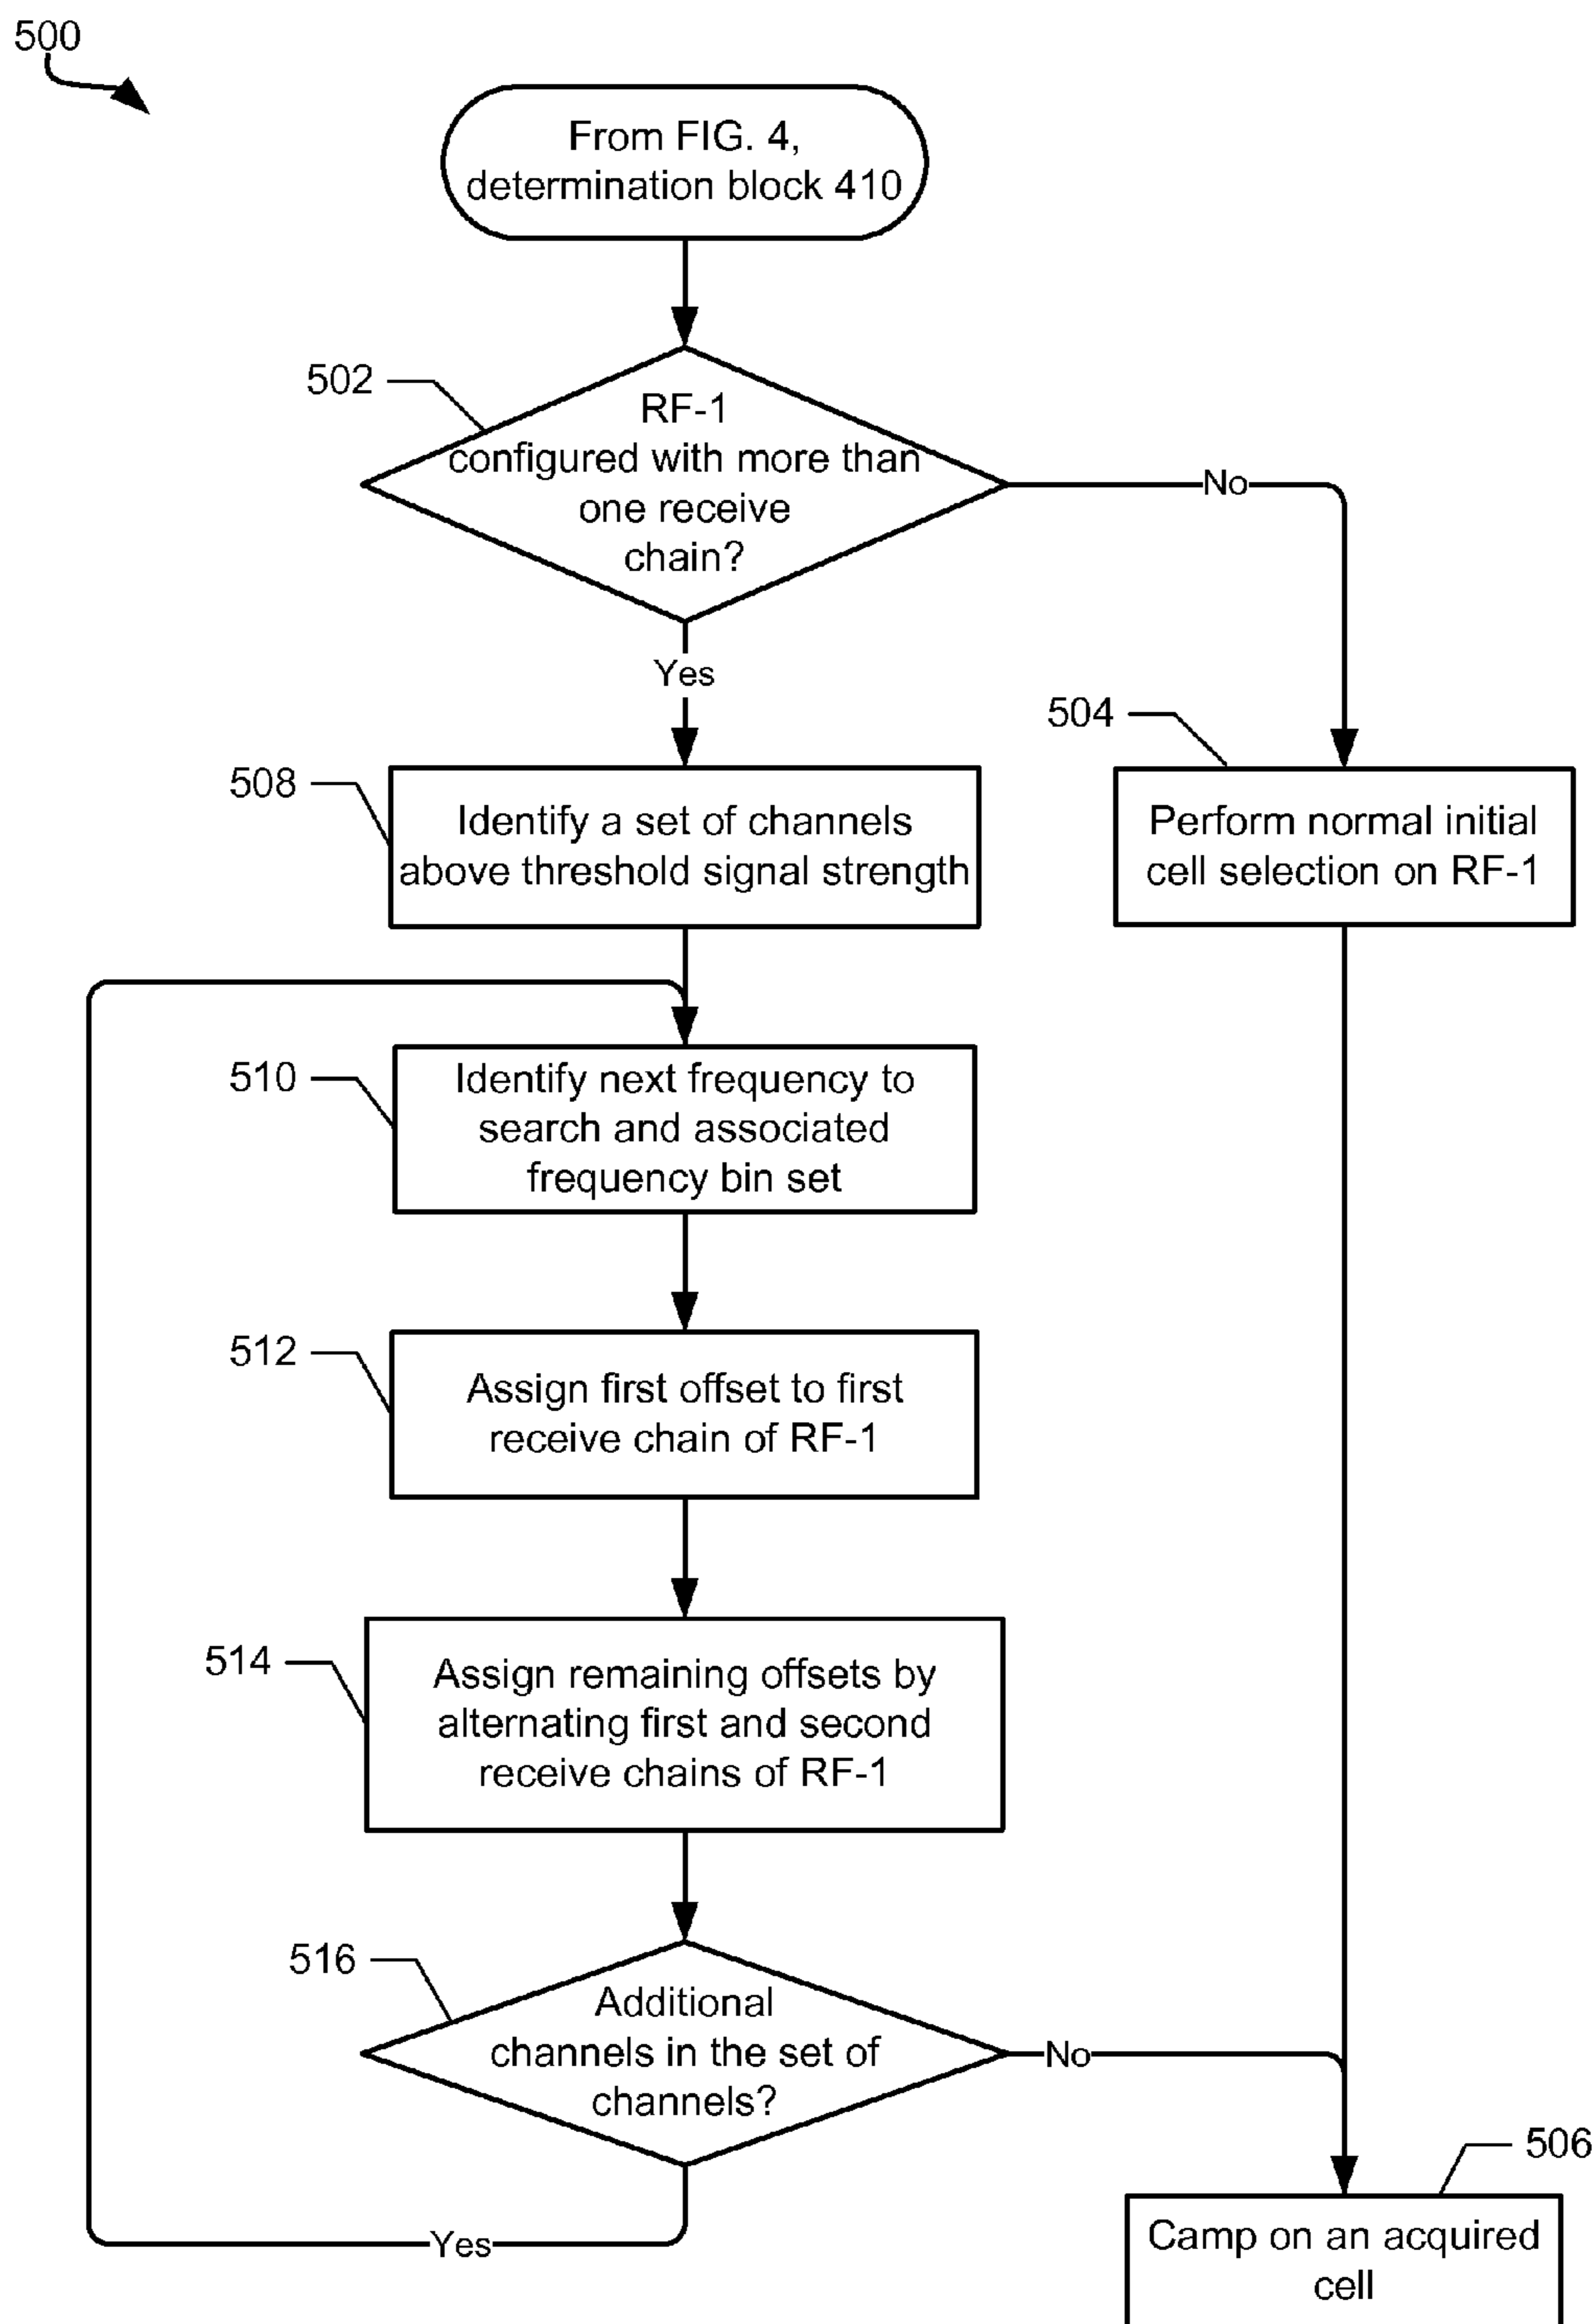 500
From FIG. 4,
determination block 410
502
RF-1
configured with more than
one receive
chain?
No
Yes
504
508
Identify a set of channels
above threshold signal strength
Perform normal initial
cell selection on RF-1
510
Identify next frequency to
search and associated
frequency bin set
512
Assign first offset to first
receive chain of RF-1
514
Assign remaining offsets by
alternating first and second
receive chains of RF-1
516
Additional
channels in the set of
channels?
No
506
Yes
Camp on an acquired
cell